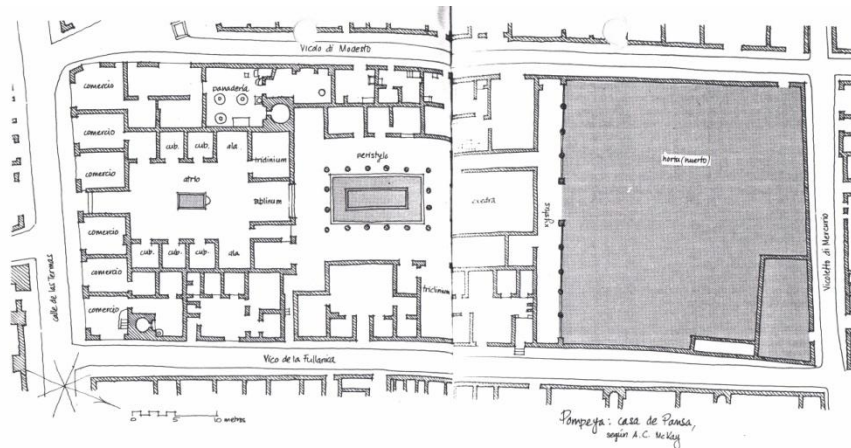 Vicolo di Modesto
comercio
panadería
comercio
cub.
cub.
ala
triclinium
peristylo
horta (huerto)
comercio
atrio
tablinum
exedra
xystus
comercio
cub.
cub.
cub.
ala
comercio
triclinium
comercio
calle de las Termas
Vicoletto di Mercurio
Vico de la Fullonica
0 5 10 metros
Pompeya: casa de Pansa,
según A.C. McKay